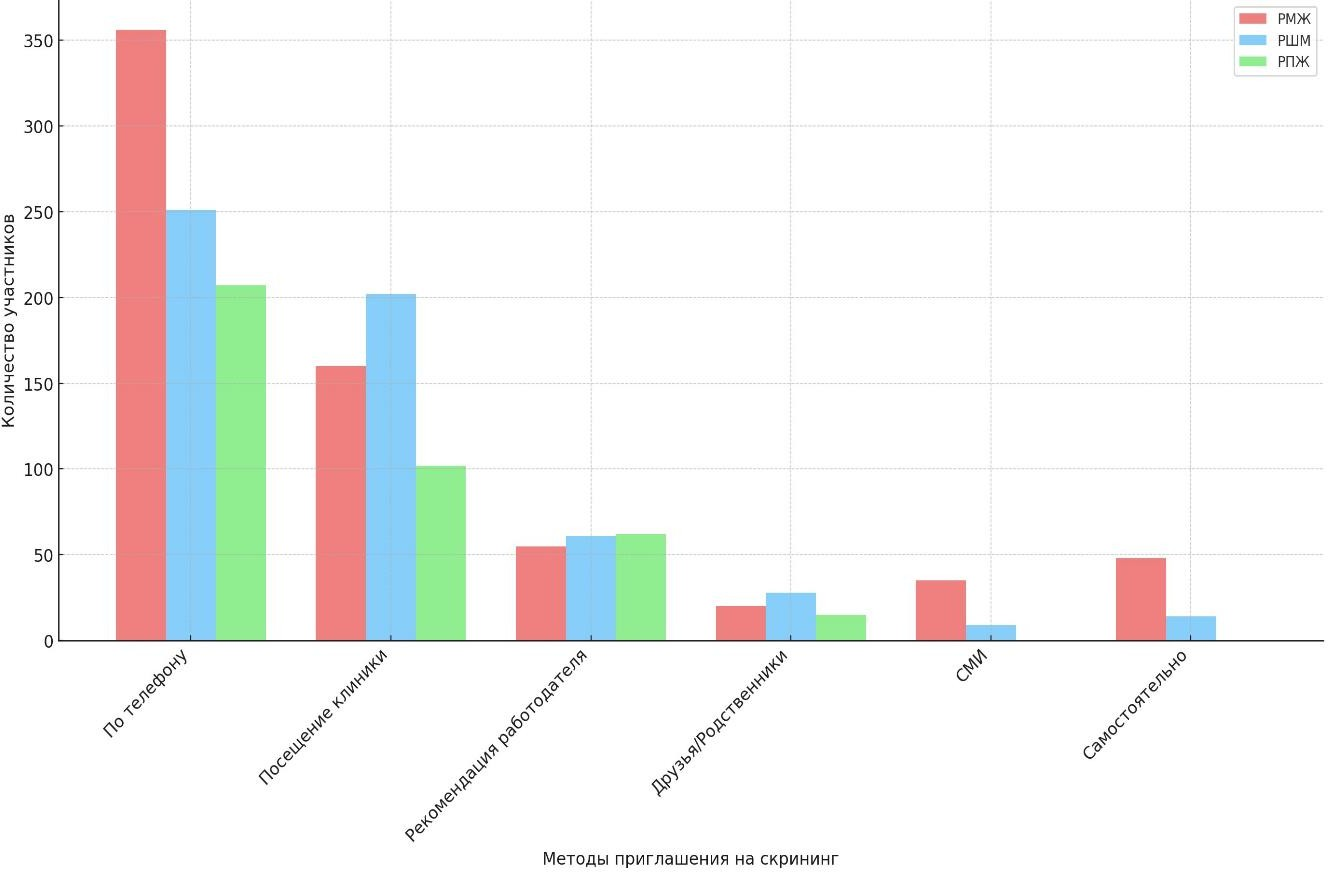 РМЖ
РШМ
РПЖ
Количество участников
350
300
250
200
150
100
50
0
По телефону
Посещение клиники
Рекомендация работодателя
Друзья/Родственники
СМИ
Самостоятельно
Методы приглашения на скрининг